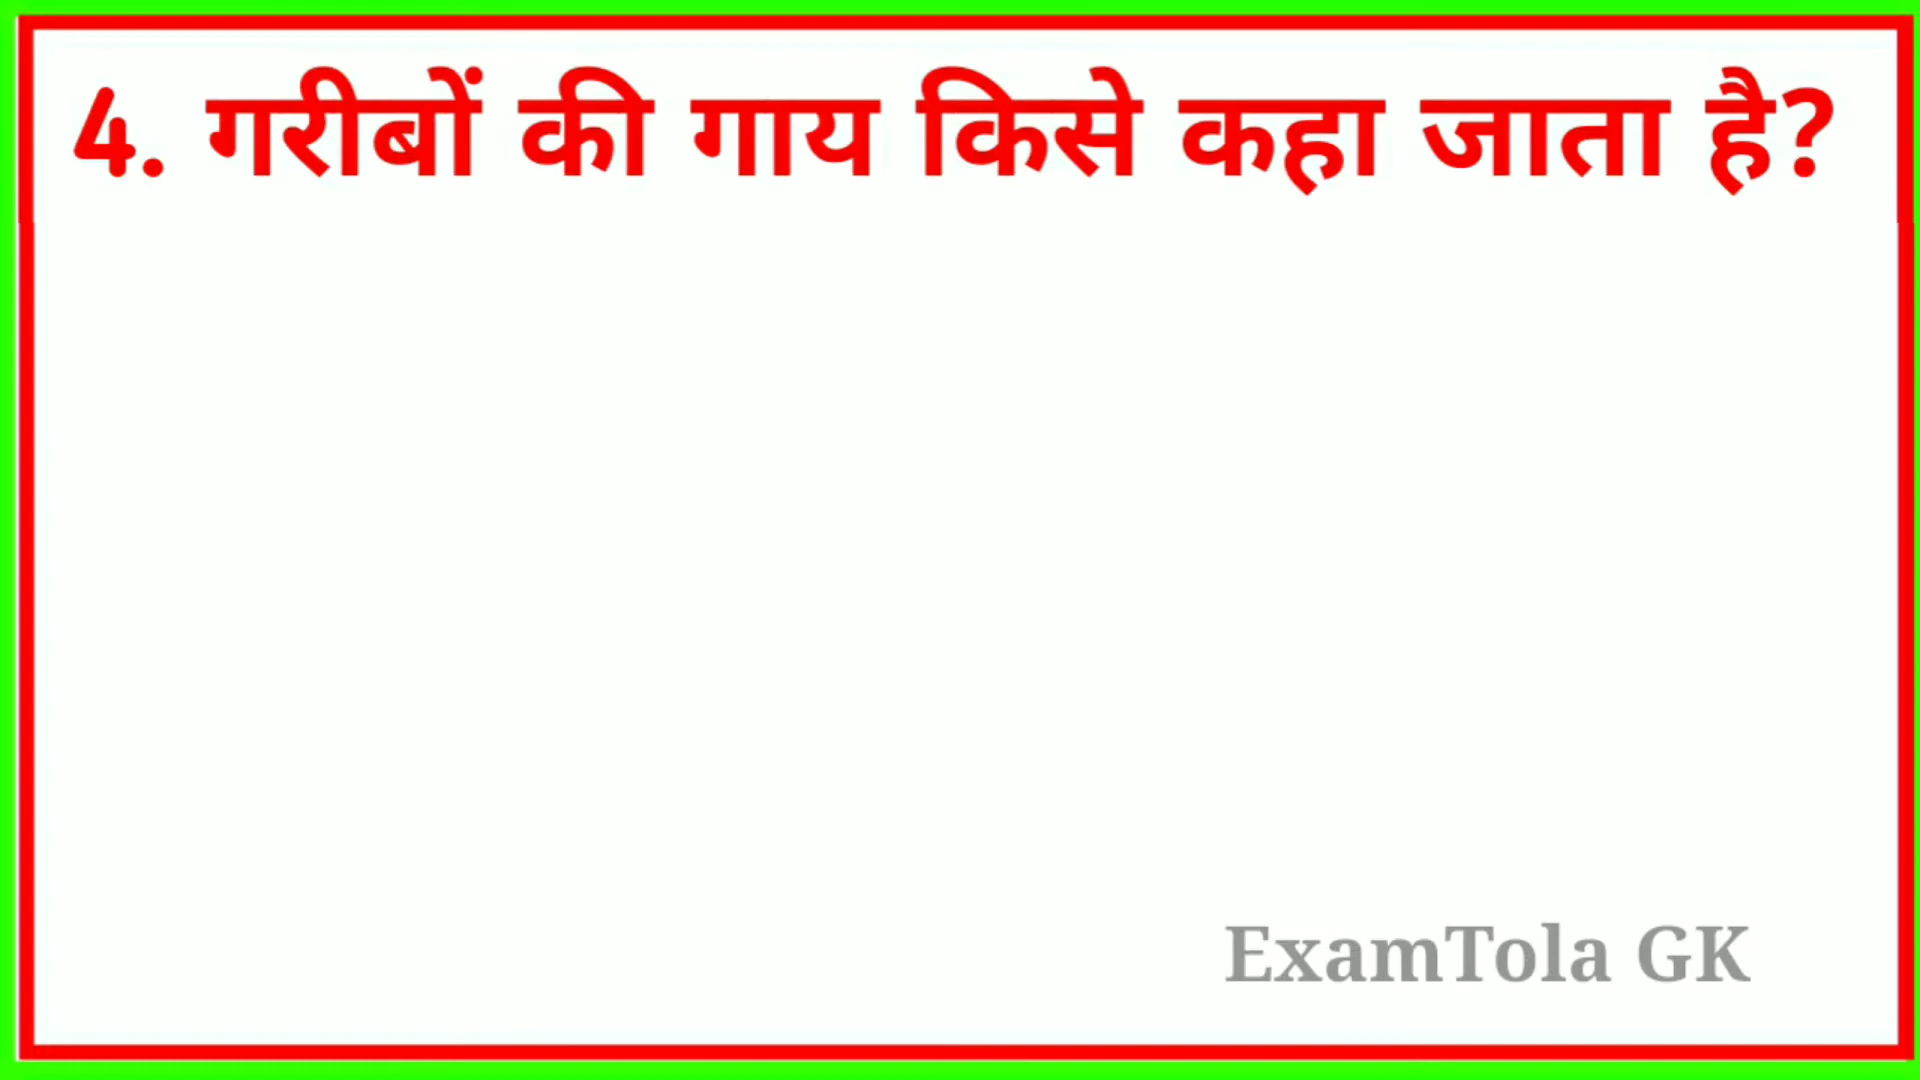 4. गरीबों की गाय किसे कहा जाता है?
ExamTola GK